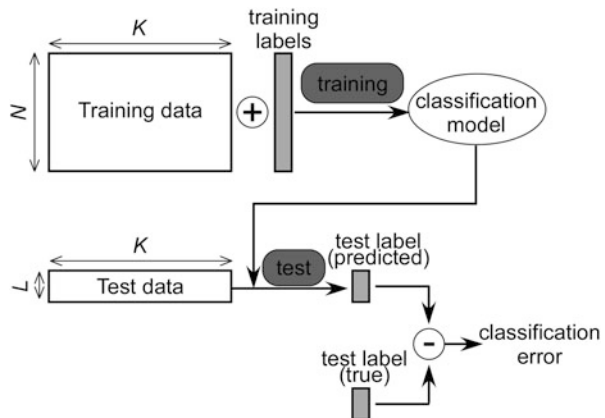 K
training
labels
N
Training data
+
training
classification
model
K
L
Test data
test
test label
(predicted)
-
classification
error
test label
(true)